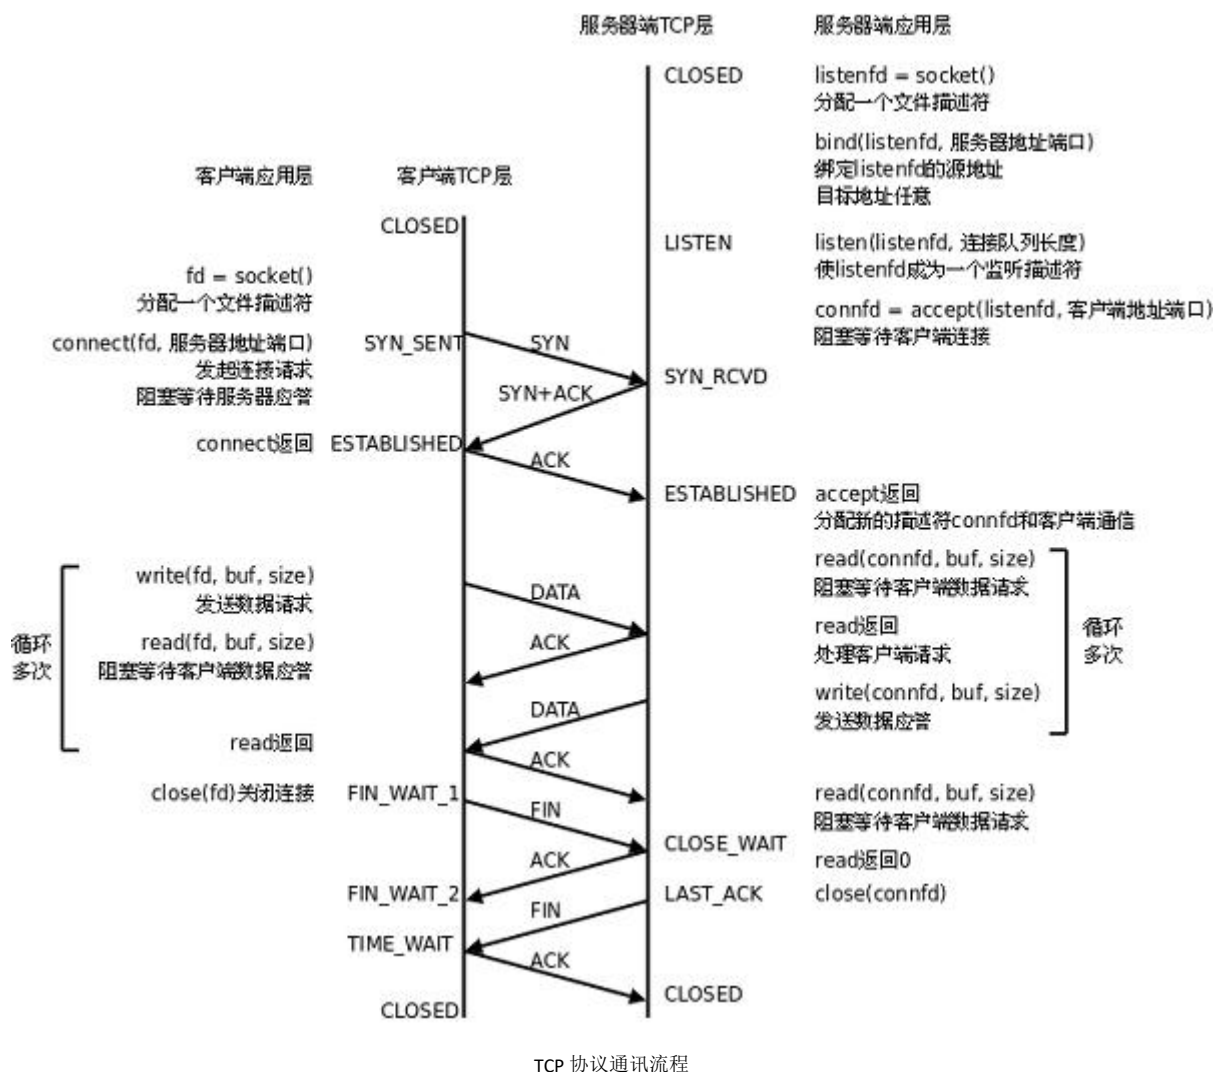 服务器端TCP层 服务器端应用层
CLOSED listenfd = socket()
分配一个文件描述符
bind(listenfd, 服务器地址端口)
绑定listenfd的源地址
目标地址任意
客户端应用层 客户端TCP层
CLOSED
LISTEN listen(listenfd, 连接队列长度)
使listenfd成为一个监听描述符
fd = socket()
分配一个文件描述符
connfd = accept(listenfd, 客户端地址端口)
阻塞等待客户端连接
connect(fd, 服务器地址端口) SYN_SENT SYN
发起连接请求
阻塞等待服务器应答
SYN_RCVD
SYN+ACK
connect返回 ESTABLISHED
ACK
ESTABLISHED accept返回
分配新的描述符connfd和客户端通信
write(fd, buf, size)
发送数据请求
DATA
read(connfd, buf, size)
阻塞等待客户端数据请求
循环
多次
read(fd, buf, size)
阻塞等待客户端数据应答
ACK
read返回
处理客户端请求
循环
多次
DATA
write(connfd, buf, size)
发送数据应答
read返回
ACK
close(fd)关闭连接 FIN_WAIT_1
FIN
read(connfd, buf, size)
阻塞等待客户端数据请求
CLOSE_WAIT
ACK
read返回0
FIN_WAIT_2
LAST_ACK close(connfd)
FIN
TIME_WAIT
ACK
CLOSED
CLOSED
TCP 协议通讯流程